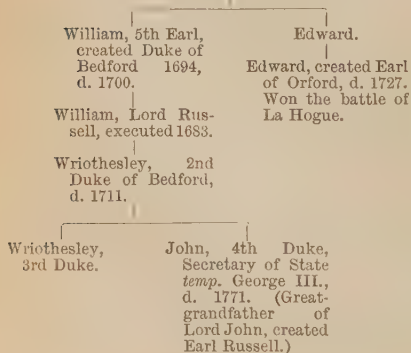 William, 5th Earl,
created Duke of
Bedford 1694,
d. 1700.
Edward.
Edward, created Earl
of Orford, d. 1727.
Won the battle of
La Hogue.
William, Lord Rus-
sell, executed 1683.
Wriothesley, 2nd
Duke of Bedford,
d. 1711.
Wriothesley,
3rd Duke.
John, 4th Duke,
Secretary of State
temp. George III.,
d. 1771. (Great-
grandfather of
Lord John, created
Earl Russell.)